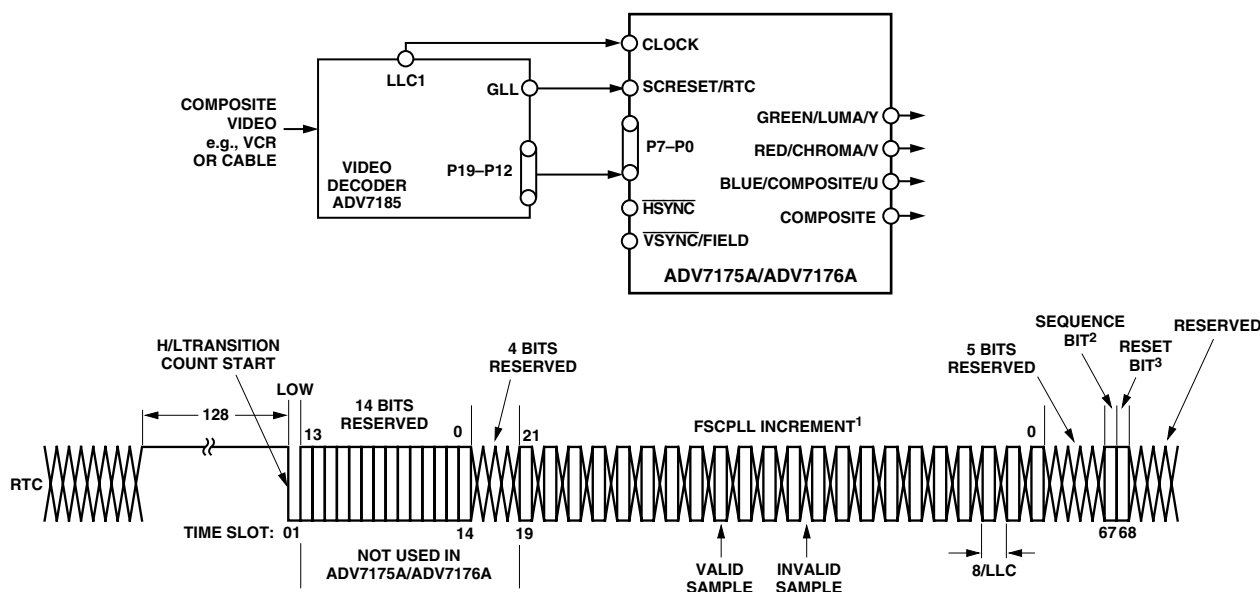 CLOCK
LLC1
GLL
SCRESET/RTC
COMPOSITE
VIDEO
e.g., VCR
OR CABLE
VIDEO
DECODER
ADV7185
P19–P12
P7–P0
GREEN/LUMA/Y
RED/CHROMA/V
BLUE/COMPOSITE/U
COMPOSITE
HSYNC
VSYNC/FIELD
ADV7175A/ADV7176A
H/LTRANSITION
COUNT START
LOW
128
13
14 BITS
RESERVED
0
4 BITS
RESERVED
21
FSCPLL INCREMENT1
0
5 BITS
RESERVED
SEQUENCE
BIT2
RESET
BIT3
RESERVED
RTC
TIME SLOT: 01
14
19
67 68
NOT USED IN
ADV7175A/ADV7176A
VALID
SAMPLE
INVALID
SAMPLE
8/LLC